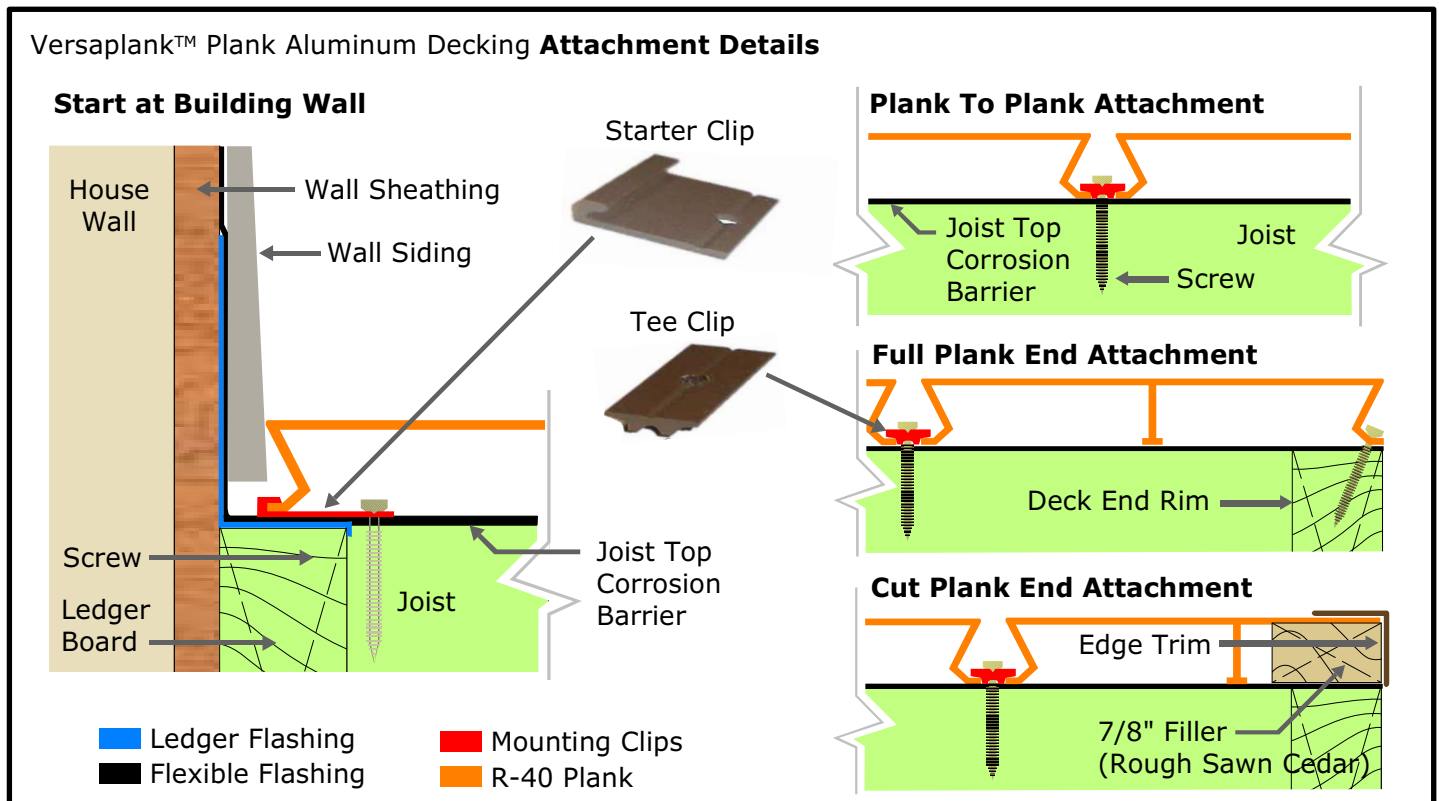 Versaplank™ Plank Aluminum Decking Attachment Details
Start at Building Wall
House
Wall
Wall Sheathing
Wall Siding
Starter Clip
Tee Clip
Screw
Ledger
Board
Joist
Joist Top
Corrosion
Barrier
Ledger Flashing
Flexible Flashing
Mounting Clips
R-40 Plank
Plank To Plank Attachment
Joist Top
Corrosion
Barrier
Joist
Screw
Full Plank End Attachment
Deck End Rim
Cut Plank End Attachment
Edge Trim
7/8" Filler
(Rough Sawn Cedar)